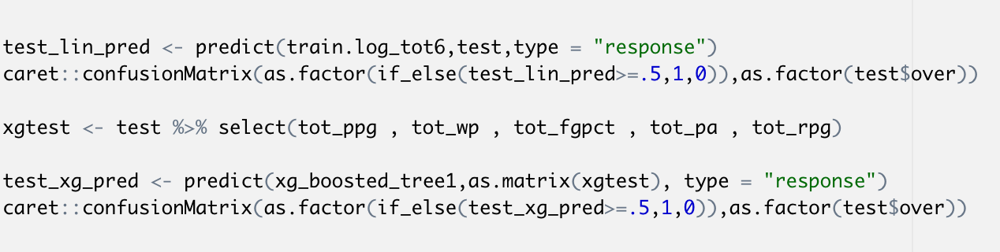 test_lin_pred <- predict(train.log_tot6,test,type = "response")
caret::confusionMatrix(as.factor(if_else(test_lin_pred>=.5,1,0)),as.factor(test$over))
xgtest <- test %>% select(tot_ppg , tot_wp , tot_fgpct , tot_pa , tot_rpg)
test_xg_pred <- predict(xg_boosted_tree1,as.matrix(xgtest), type = "response")
caret::confusionMatrix(as.factor(if_else(test_xg_pred>=.5,1,0)),as.factor(test$over))